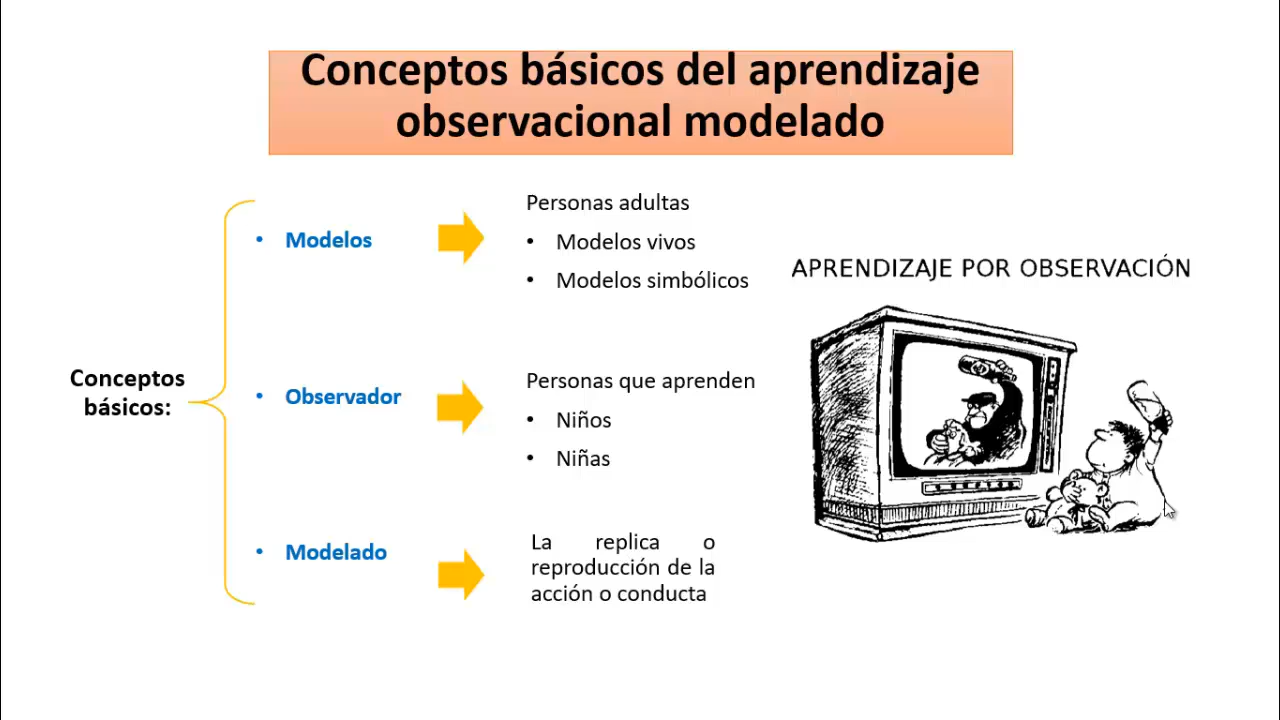 Conceptos básicos del aprendizaje
observacional modelado
Conceptos
básicos:
• Modelos
Personas adultas
• Modelos vivos
• Modelos simbólicos
• Observador
Personas que aprenden
• Niños
• Niñas
• Modelado
La replica o
reproducción de la
acción o conducta
APRENDIZAJE POR OBSERVACIÓN